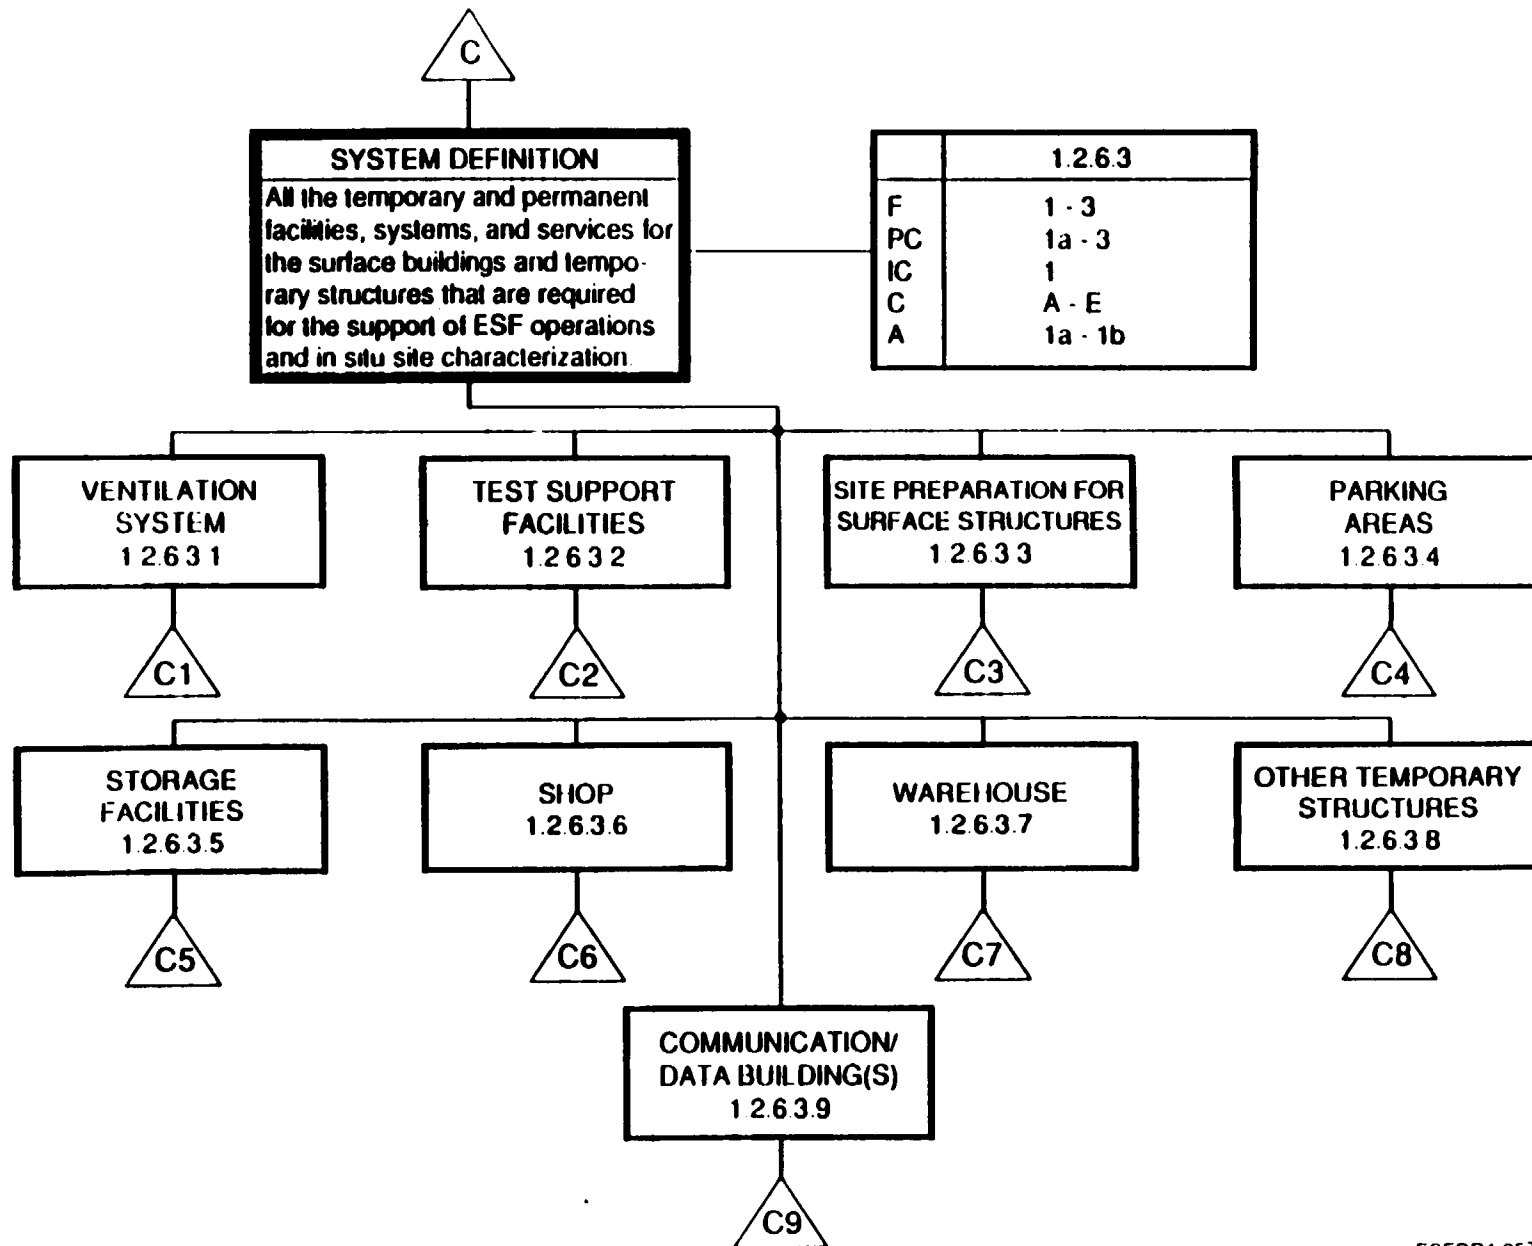 C
SYSTEM DEFINITION
All the temporary and permanent
facilities, systems, and services for
the surface buildings and tempo-
rary structures that are required
for the support of ESF operations
and in situ site characterization.
1.2.6.3
F 1 - 3
PC 1a - 3
IC 1
C A - E
A 1a - 1b
VENTILATION
SYSTEM
1.2.6.3.1
TEST SUPPORT
FACILITIES
1.2.6.3.2
SITE PREPARATION FOR
SURFACE STRUCTURES
1.2.6.3.3
PARKING
AREAS
1.2.6.3.4
C1
C2
C3
C4
STORAGE
FACILITIES
1.2.6.3.5
SHOP
1.2.6.3.6
WAREHOUSE
1.2.6.3.7
OTHER TEMPORARY
STRUCTURES
1.2.6.3.8
C5
C6
C7
C8
COMMUNICATION/
DATA BUILDING(S)
1.2.6.3.9
C9